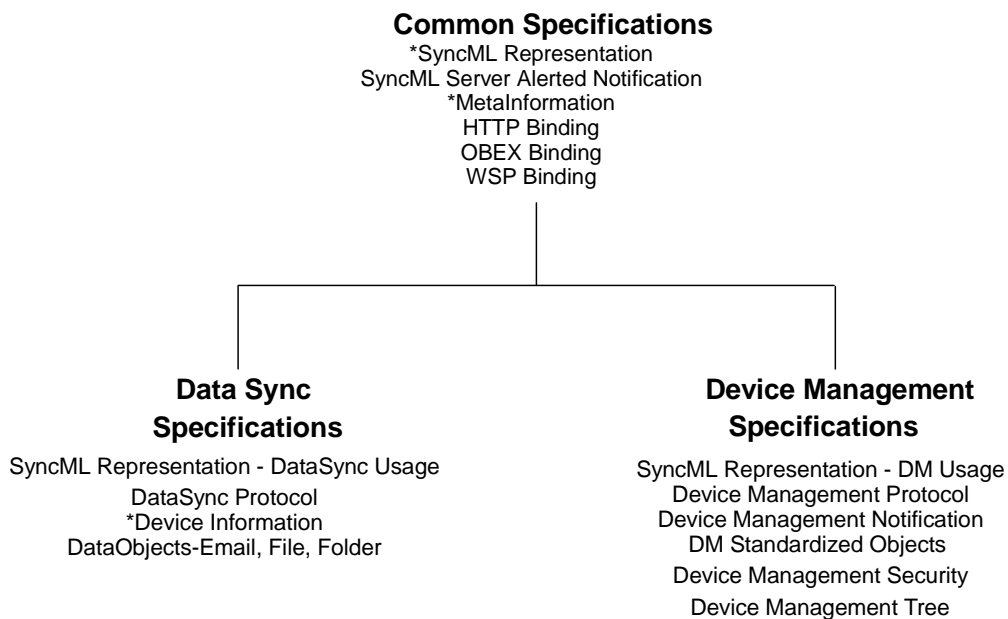 Common Specifications
*SyncML Representation
SyncML Server Alerted Notification
*MetaInformation
HTTP Binding
OBEX Binding
WSP Binding
Data Sync
Specifications
SyncML Representation - DataSync Usage
DataSync Protocol
*Device Information
DataObjects-Email, File, Folder
Device Management
Specifications
SyncML Representation - DM Usage
Device Management Protocol
Device Management Notification
DM Standardized Objects
Device Management Security
Device Management Tree